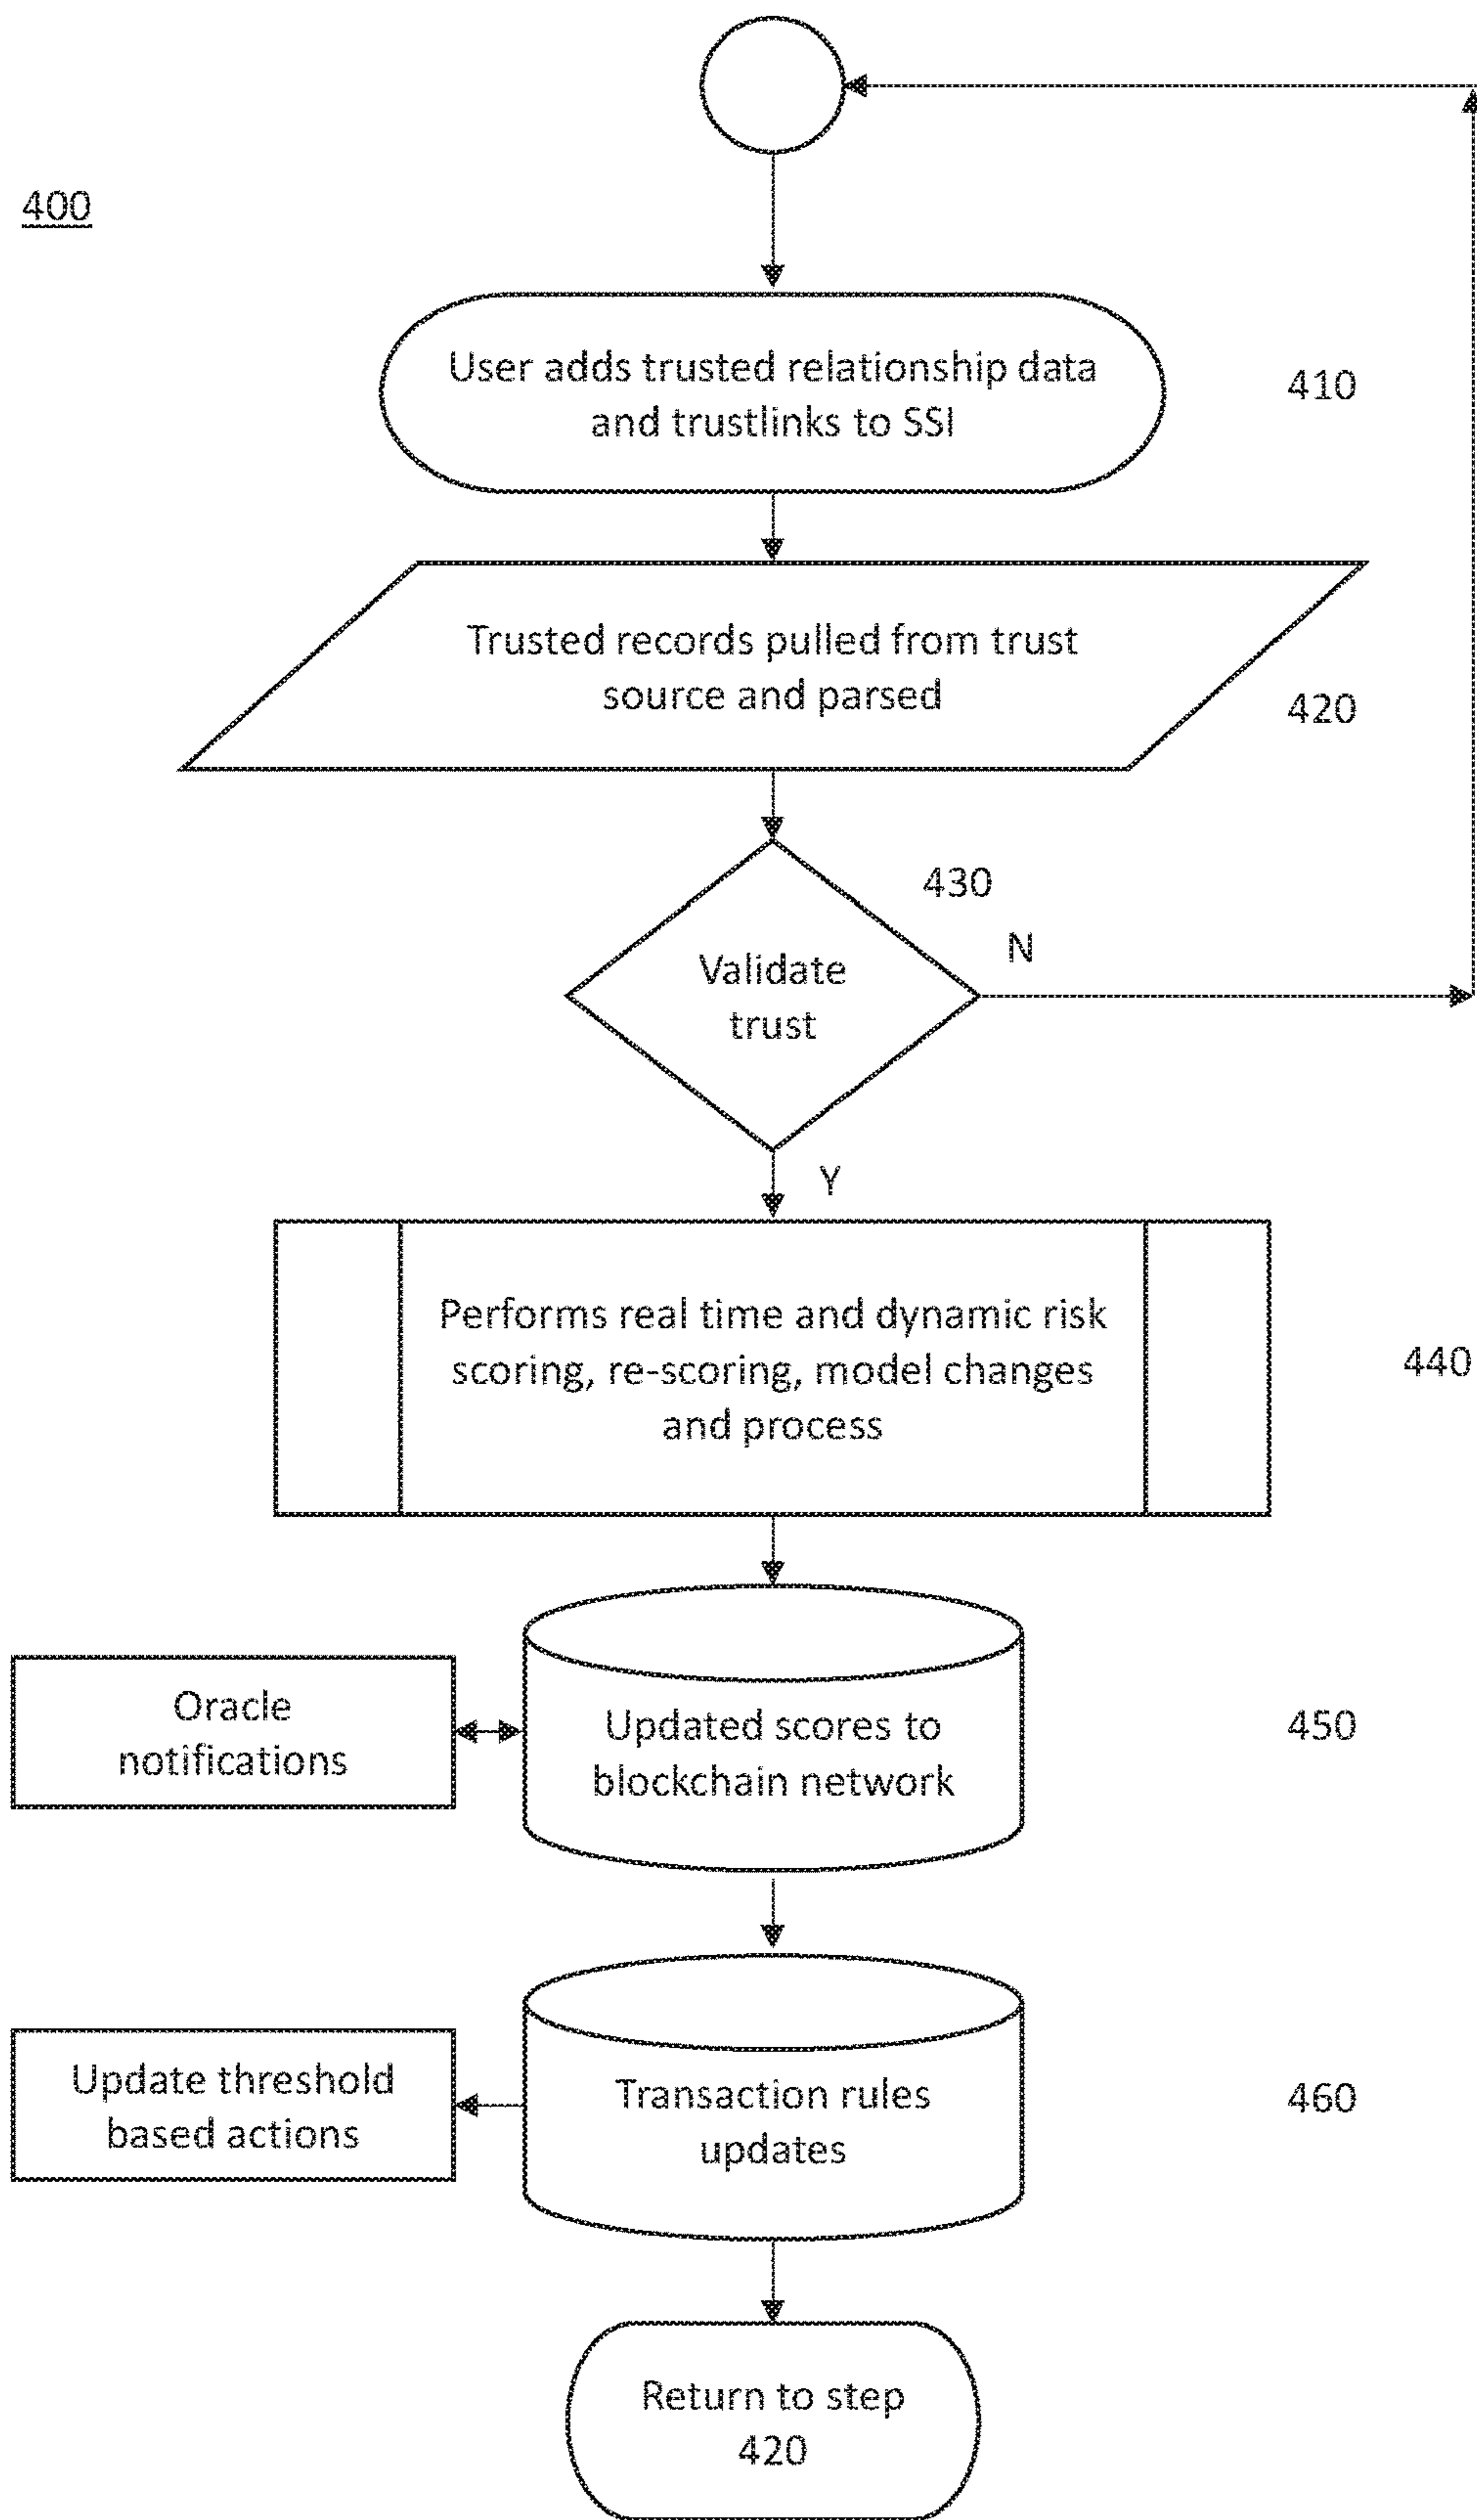 400
User adds trusted relationship data
and trustlinks to SSI
410
Trusted records pulled from trust
source and parsed
420
430
N
Validate
trust
Y
Performs real time and dynamic risk
scoring, re-scoring, model changes
and process
440
Oracle
notifications
Updated scores to
blockchain network
450
Update threshold
based actions
Transaction rules
updates
460
Return to step
420